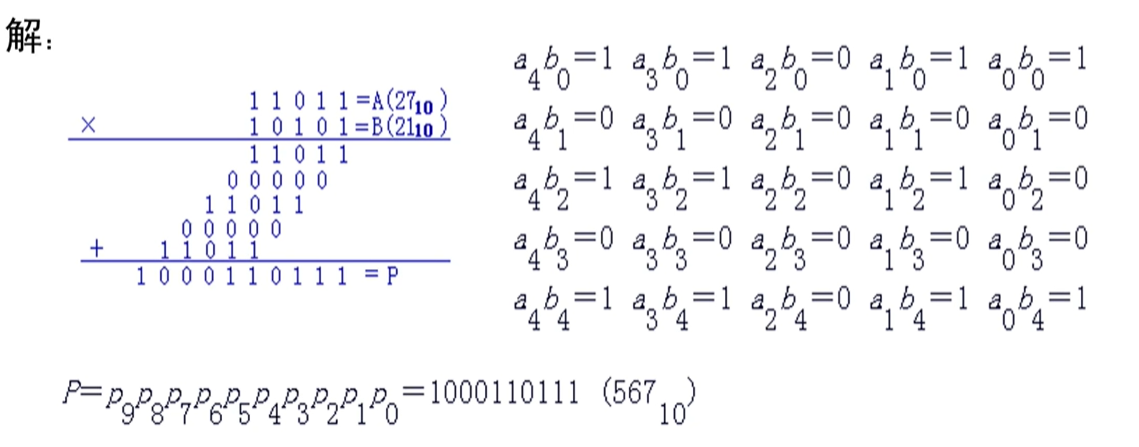 解：
1 1 0 1 1 =A(27₁₀)
× 1 0 1 0 1 =B(21₁₀)
1 1 0 1 1
0 0 0 0 0
1 1 0 1 1
0 0 0 0 0
+ 1 1 0 1 1
1 0 0 0 1 1 0 1 1 1 = P
a₄b₀=1 a₃b₀=1 a₂b₀=0 a₁b₀=1 a₀b₀=1
a₄b₁=0 a₃b₁=0 a₂b₁=0 a₁b₁=0 a₀b₁=0
a₄b₂=1 a₃b₂=1 a₂b₂=0 a₁b₂=1 a₀b₂=0
a₄b₃=0 a₃b₃=0 a₂b₃=0 a₁b₃=0 a₀b₃=0
a₄b₄=1 a₃b₄=1 a₂b₄=0 a₁b₄=1 a₀b₄=1
P=p₉p₈p₇p₆p₅p₄p₃p₂p₁p₀=1000110111 (567₁₀)